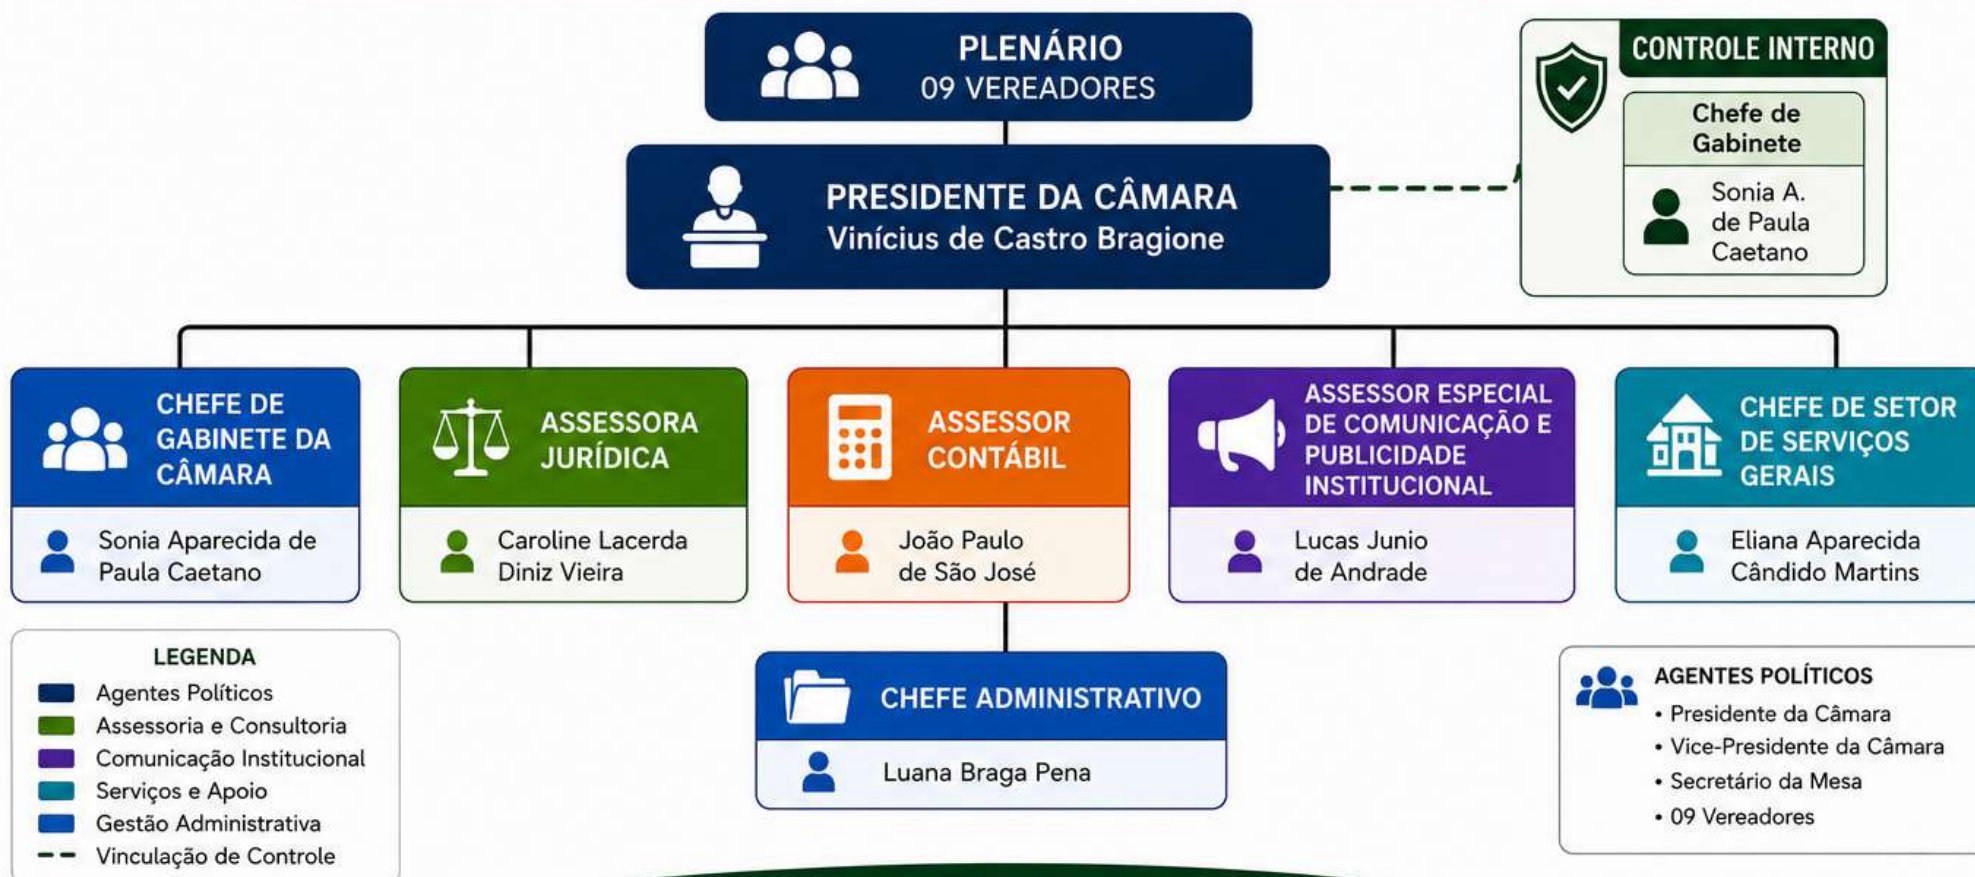 PLENÁRIO
09 VEREADORES
CONTROLE INTERNO
Chefe de
Gabinete
Sonia A.
de Paula
Caetano
PRESIDENTE DA CÂMARA
Vinícius de Castro Bragione
CHEFE DE
GABINETE DA
CÂMARA
Sonia Aparecida de
Paula Caetano
ASSESSORA
JURÍDICA
Caroline Lacerda
Diniz Vieira
ASSESSOR
CONTÁBIL
João Paulo
de São José
ASSESSOR ESPECIAL
DE COMUNICAÇÃO E
PUBLICIDADE
INSTITUCIONAL
Lucas Junio
de Andrade
CHEFE DE SETOR
DE SERVIÇOS
GERAIS
Eliana Aparecida
Cândido Martins
LEGENDA
Agentes Políticos
Assessoria e Consultoria
Comunicação Institucional
Serviços e Apoio
Gestão Administrativa
Vinculação de Controle
CHEFE ADMINISTRATIVO
Luana Braga Pena
AGENTES POLÍTICOS
• Presidente da Câmara
• Vice-Presidente da Câmara
• Secretário da Mesa
• 09 Vereadores